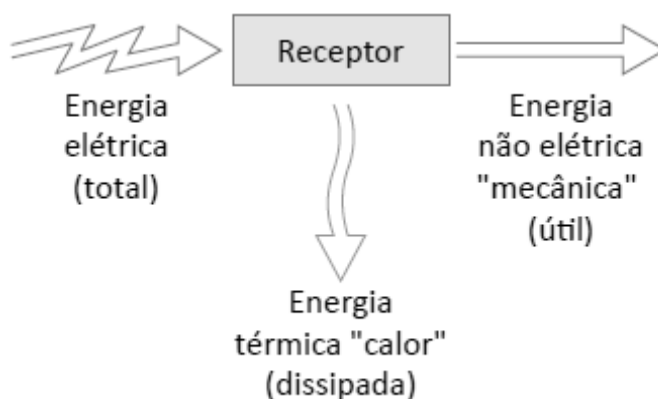 Receptor
Energia
elétrica
(total)
Energia
não elétrica
"mecânica"
(útil)
Energia
térmica "calor"
(dissipada)